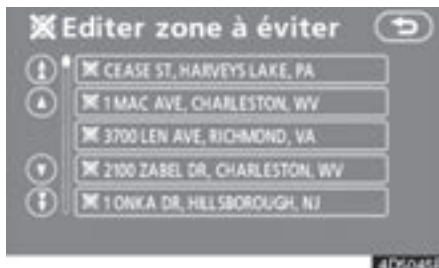 Editer zone à éviter
CEASE ST, HARVEYS LAKE, PA
1 MAC AVE, CHARLESTON, WV
3700 LEN AVE, RICHMOND, VA
2100 ZABEL DR, CHARLESTON, WV
1 ONKA DR, HILLSBOROUGH, NJ